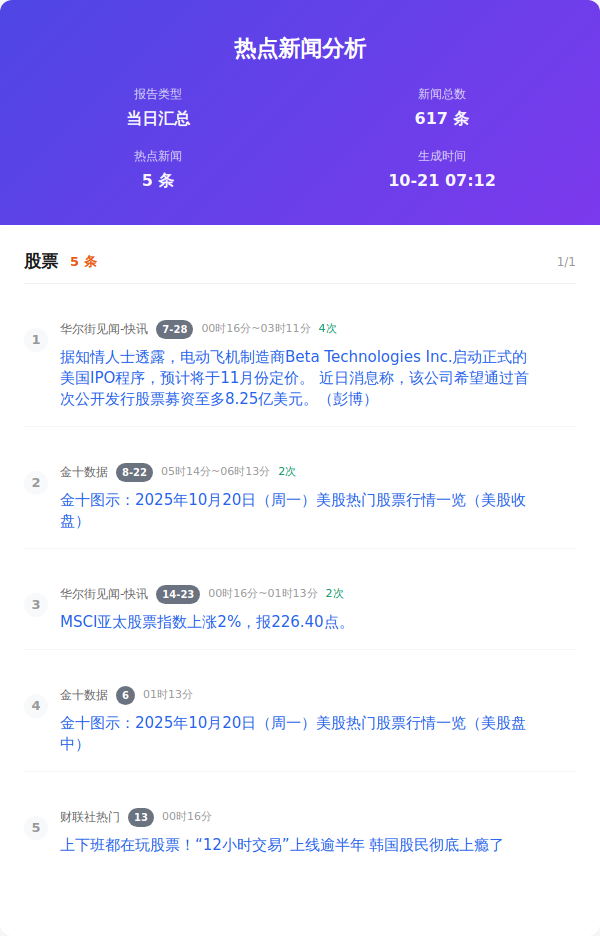 热点新闻分析
报告类型
新闻总数
当日汇总
617 条
热点新闻
生成时间
5 条
10-21 07:12
股票 5 条 1/1
1
华尔街见闻-快讯 7-28 00时16分~03时11分 4次
据知情人士透露，电动飞机制造商Beta Technologies Inc.启动正式的
美国IPO程序，预计将于11月份定价。 近日消息称，该公司希望通过首
次公开发行股票募资至多8.25亿美元。（彭博）
2
金十数据 8-22 05时14分~06时13分 2次
金十图示：2025年10月20日（周一）美股热门股票行情一览（美股收
盘）
3
华尔街见闻-快讯 14-23 00时16分~01时13分 2次
MSCI亚太股票指数上涨2%，报226.40点。
4
金十数据 6 01时13分
金十图示：2025年10月20日（周一）美股热门股票行情一览（美股盘
中）
5
财联社热门 13 00时16分
上下班都在玩股票！“12小时交易”上线逾半年 韩国股民彻底上瘾了